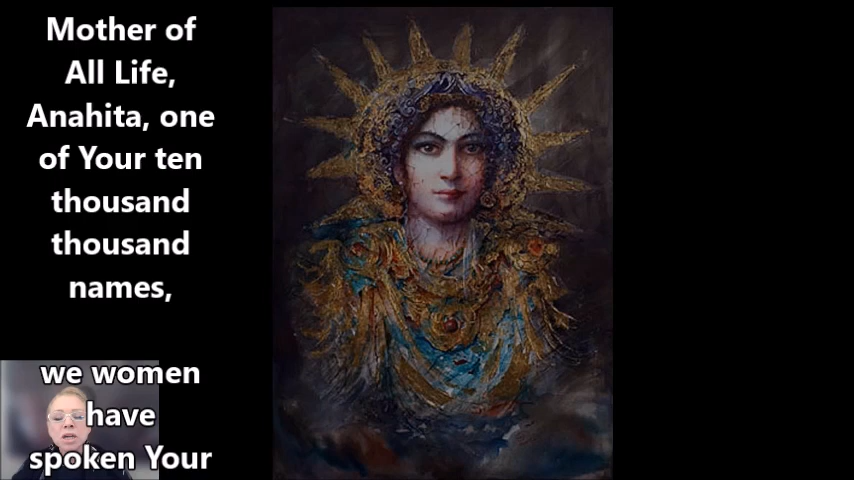 Mother of
All Life,
Anahita, one
of Your ten
thousand
thousand
names,
we women
have
spoken Your